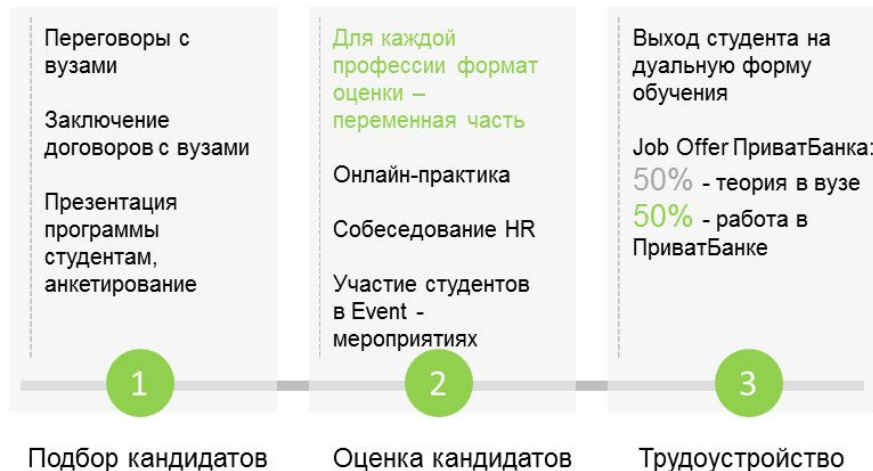 Переговоры с
вузами
Заключение
договоров с вузами
Презентация
программы
студентам,
анкетирование
1
Подбор кандидатов
Для каждой
профессии формат
оценки –
переменная часть
Онлайн-практика
Собеседование HR
Участие студентов
в Event -
мероприятиях
2
Оценка кандидатов
Выход студента на
дуальную форму
обучения
Job Offer ПриватБанка:
50% - теория в вузе
50% - работа в
ПриватБанке
3
Трудоустройство